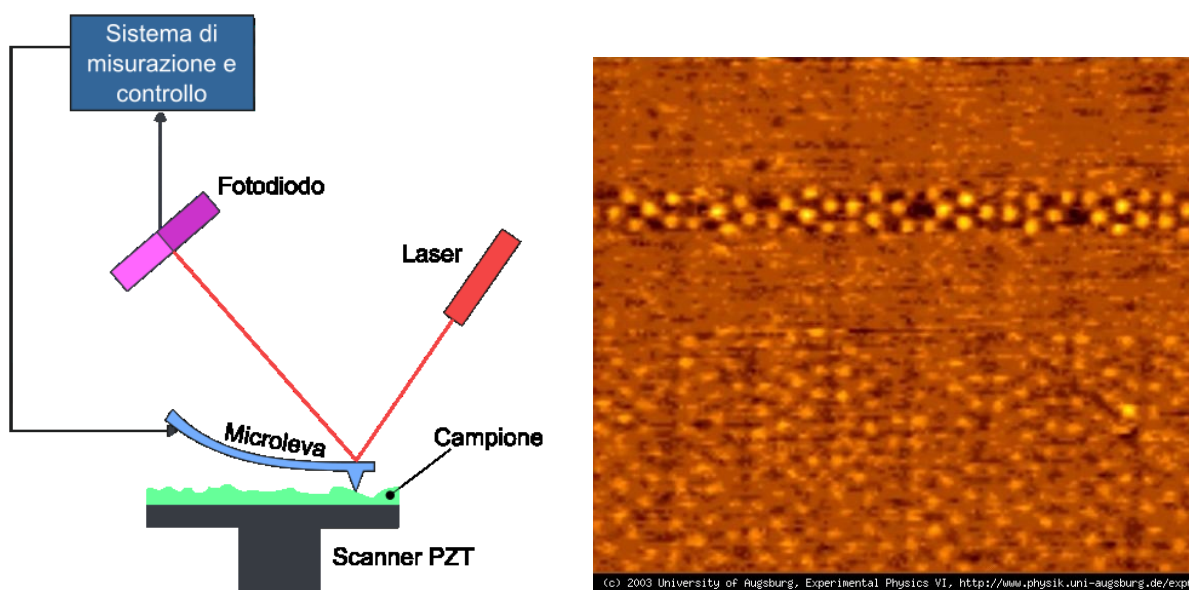 Sistema di
misurazione e
controllo
Fotodiodo
Laser
Microleva
Campione
Scanner PZT
(c) 2003 University of Augsburg, Experimental Physics VI, http://www.physik.uni-augsburg.de/exp